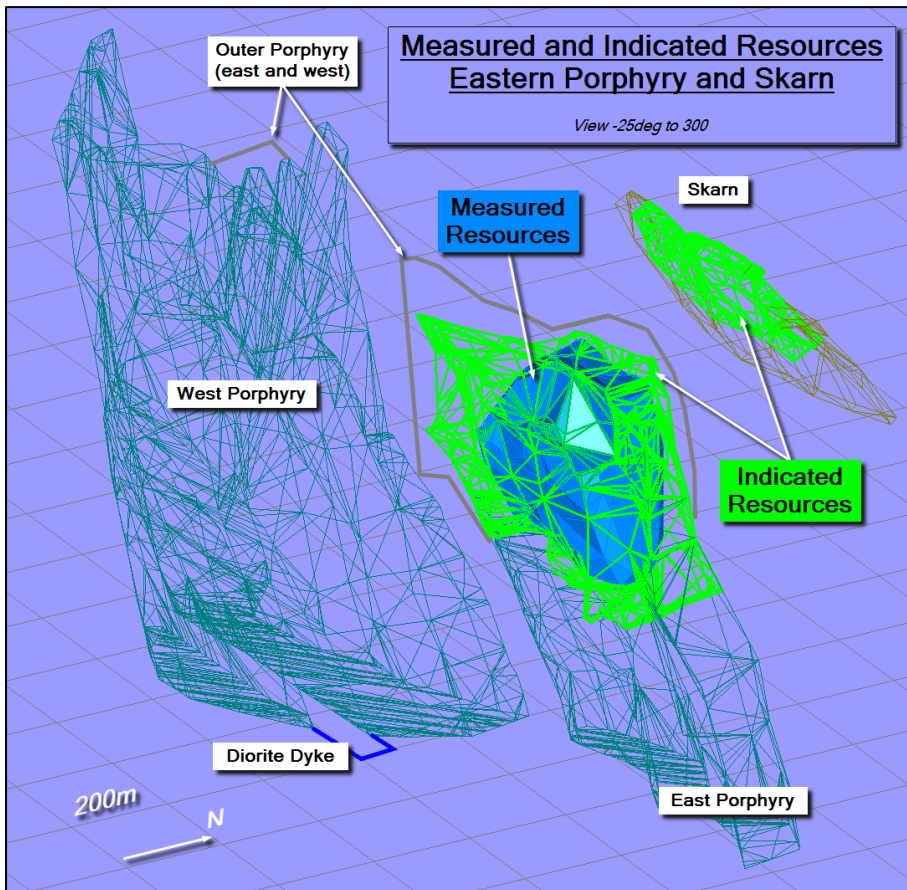 Measured and Indicated Resources
Eastern Porphyry and Skarn
View -25deg to 300
Outer Porphyry
(east and west)
Skarn
Measured
Resources
West Porphyry
Indicated
Resources
Diorite Dyke
East Porphyry
200m
N